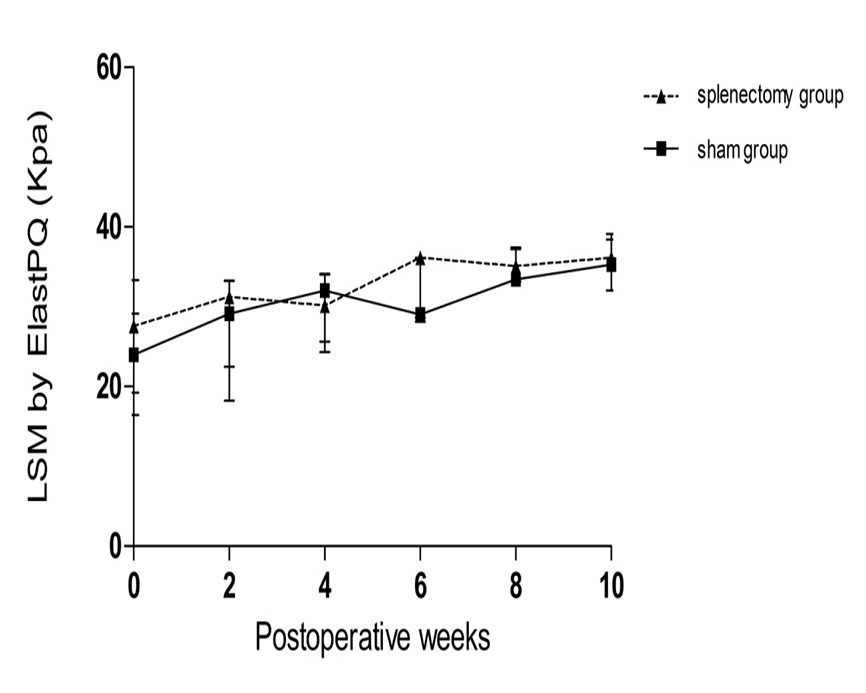 LSM by ElastPQ (Kpa)
60
40
20
0
0 2 4 6 8 10
Postoperative weeks
splenectomy group
sham group